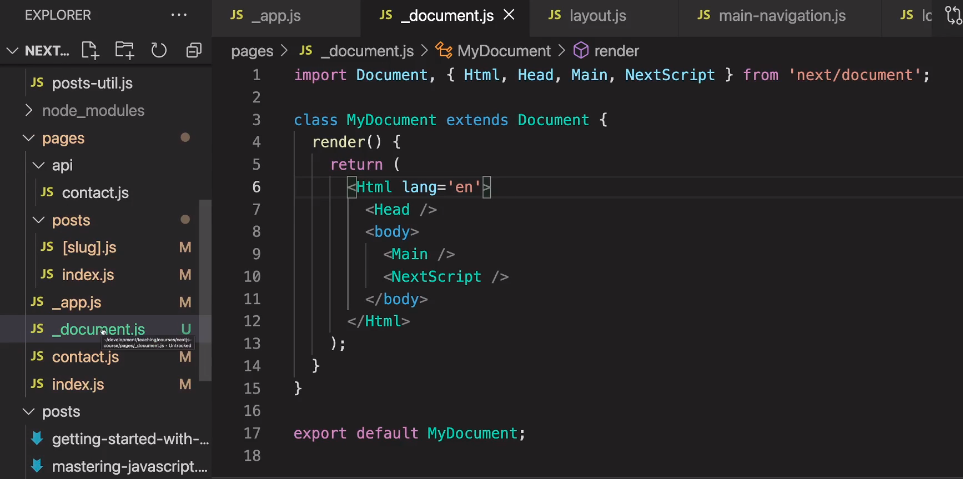 EXPLORER ...
JS _app.js
JS _document.js
JS layout.js
JS main-navigation.js
JS
NEXT...
pages > JS _document.js > MyDocument > render
JS posts-util.js
node_modules
pages
api
JS contact.js
posts
JS [slug].js M
JS index.js M
JS _app.js M
JS _document.js U
JS contact.js M
JS index.js M
posts
getting-started-with-...
mastering-javascript....
1 import Document, { Html, Head, Main, NextScript } from 'next/document';
2
3 class MyDocument extends Document {
4 render() {
5 return (
6 <Html lang='en'>
7 <Head />
8 <body>
9 <Main />
10 <NextScript />
11 </body>
12 </Html>
13 );
14 }
15 }
16
17 export default MyDocument;
18